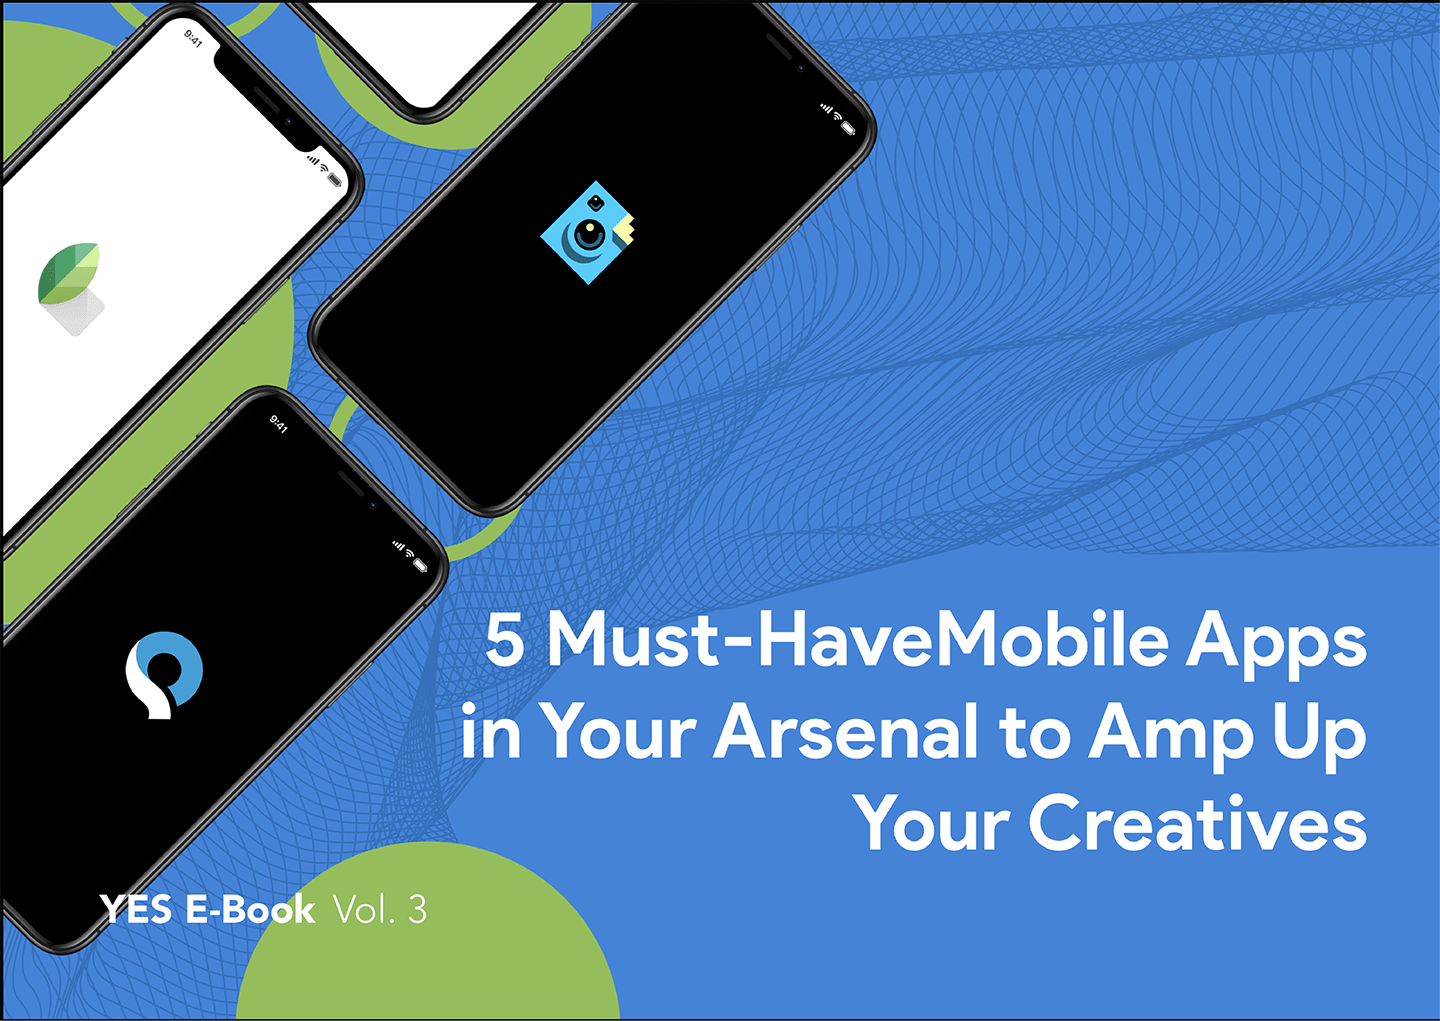 9:41
9:41
5 Must-HaveMobile Apps
in Your Arsenal to Amp Up
Your Creatives
YES E-Book Vol. 3